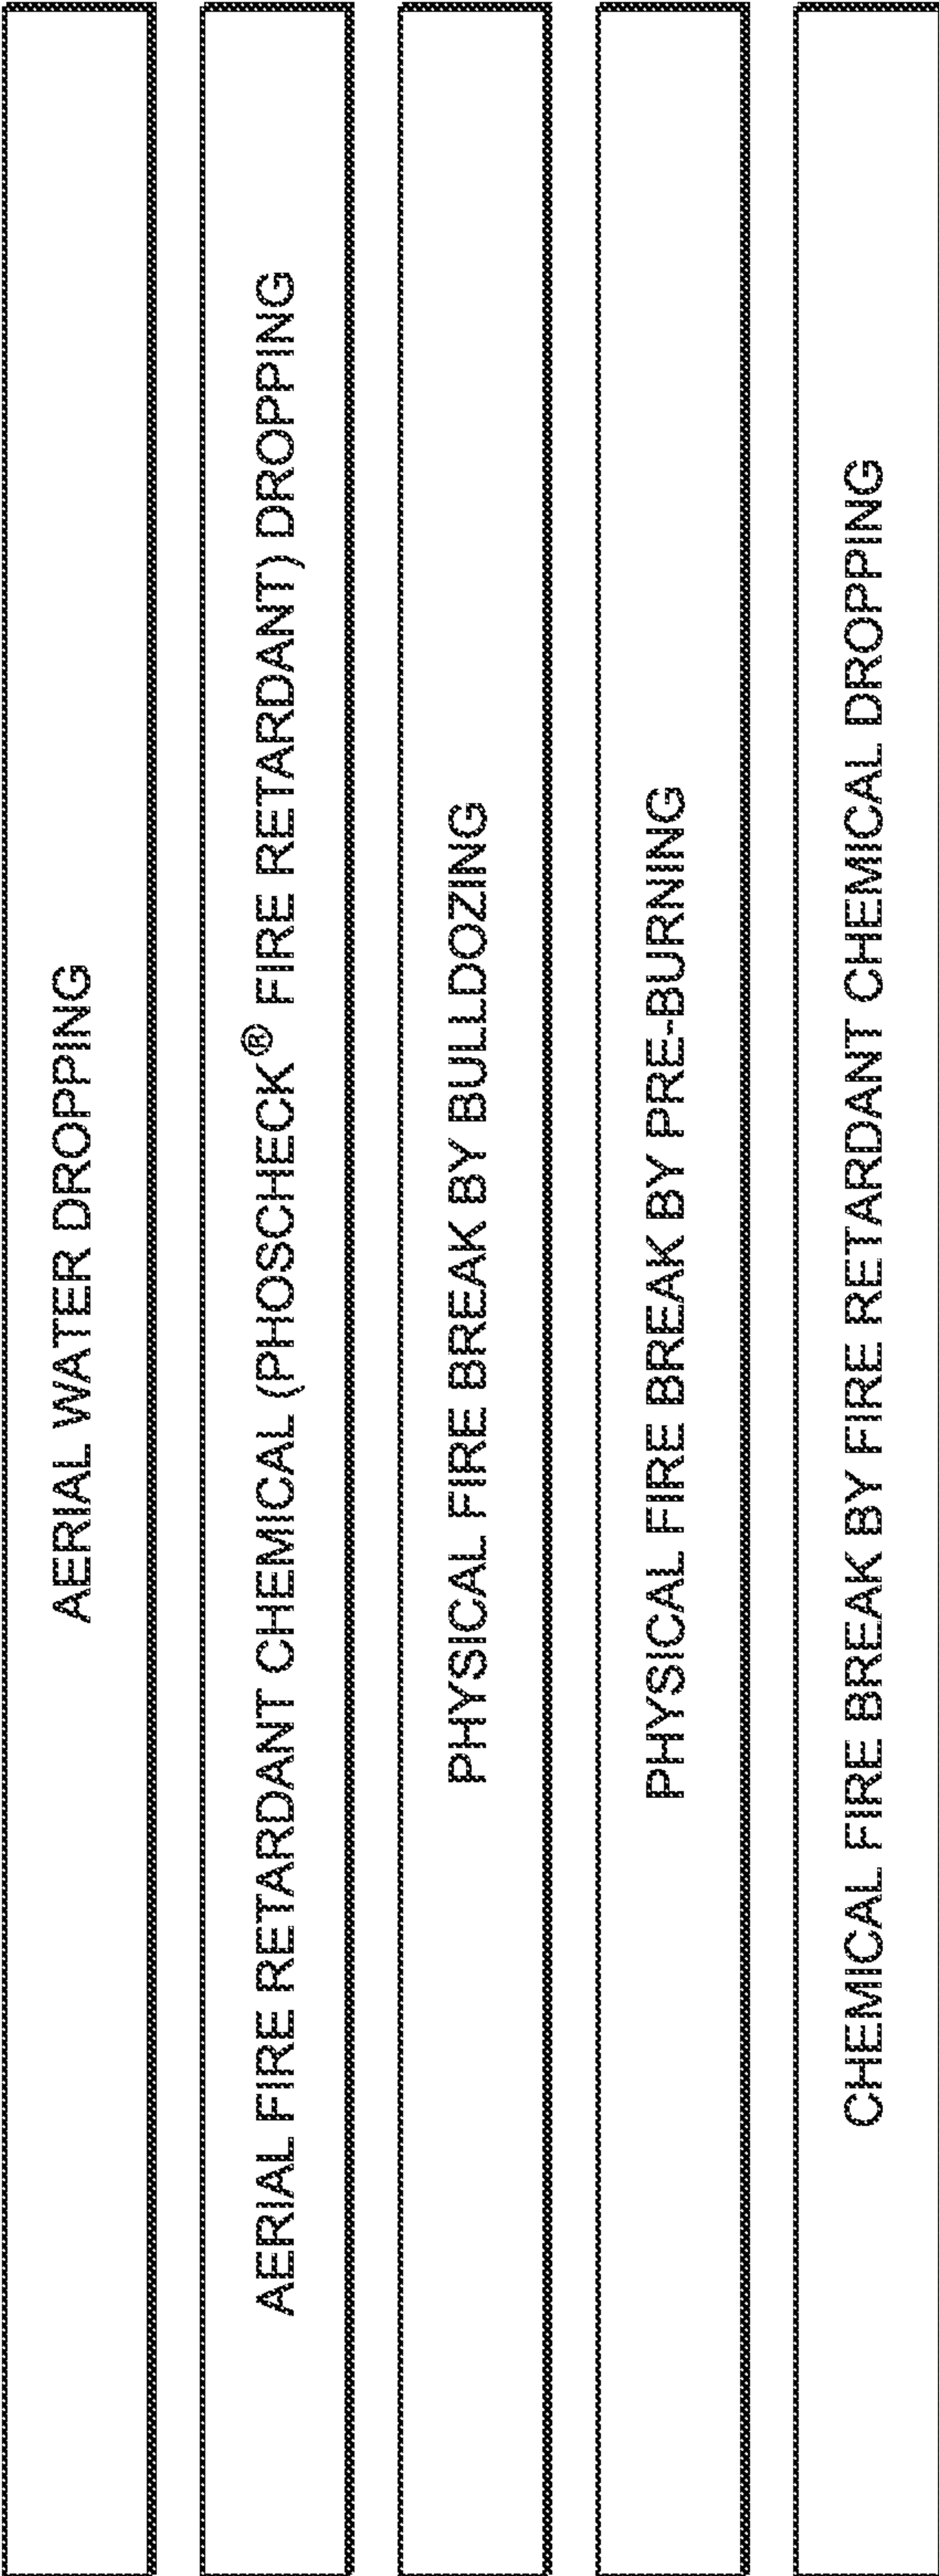 AERIAL WATER DROPPING
AERIAL FIRE RETARDANT CHEMICAL (PHOSCHECK® FIRE RETARDANT) DROPPING
PHYSICAL FIRE BREAK BY BULLDOZING
PHYSICAL FIRE BREAK BY PRE-BURNING
CHEMICAL FIRE BREAK BY FIRE RETARDANT CHEMICAL DROPPING